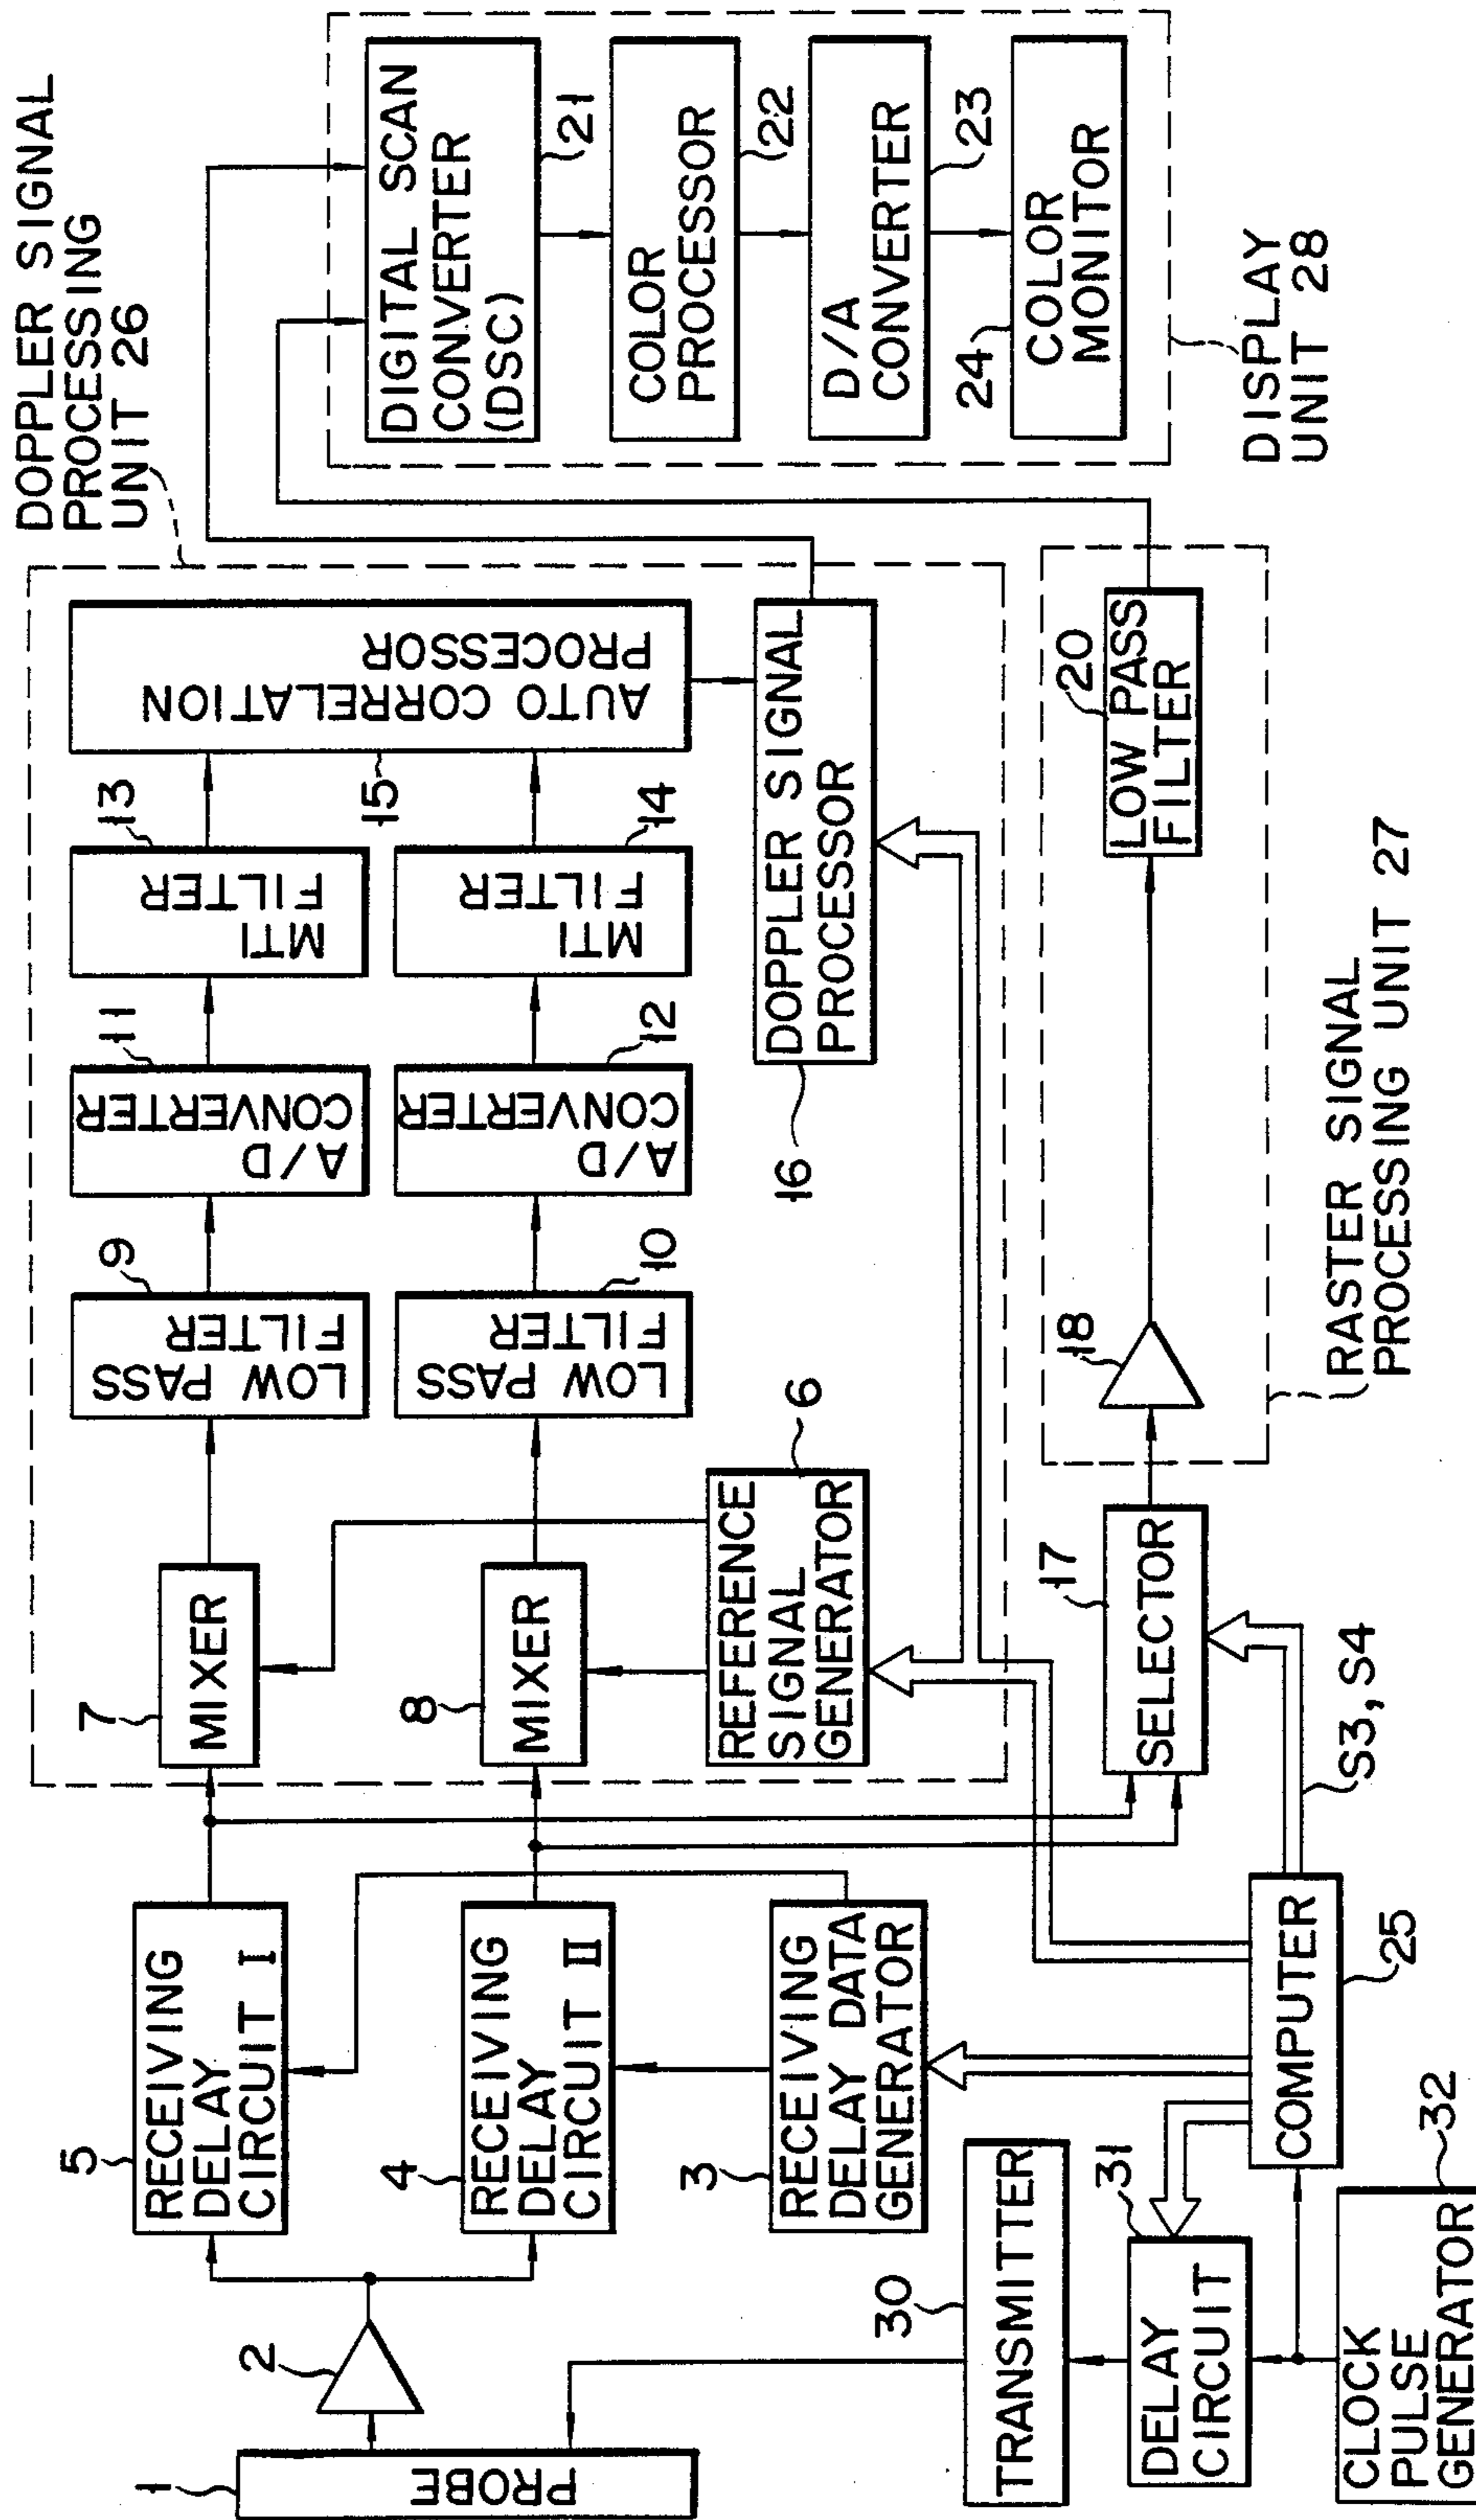 DOPPLER SIGNAL
PROCESSING
UNIT 26
1
PROBE
2
5
RECEIVING
DELAY
CIRCUIT I
4
RECEIVING
DELAY
CIRCUIT II
3
RECEIVING
DELAY DATA
GENERATOR
7
MIXER
8
MIXER
6
REFERENCE
SIGNAL
GENERATOR
9
LOW PASS
FILTER
10
LOW PASS
FILTER
11
A/D
CONVERTER
12
A/D
CONVERTER
13
MTI
FILTER
14
MTI
FILTER
15
AUTO CORRELATION
PROCESSOR
16
DOPPLER SIGNAL
PROCESSOR
DIGITAL SCAN
CONVERTER
(DSC)
21
COLOR
PROCESSOR
22
D/A
CONVERTER
23
24
COLOR
MONITOR
DISPLAY
UNIT 28
30
TRANSMITTER
31
DELAY
CIRCUIT
CLOCK
PULSE
GENERATOR
32
COMPUTER
25
S3, S4
17
SELECTOR
18
20
LOW PASS
FILTER
RASTER SIGNAL
PROCESSING UNIT 27